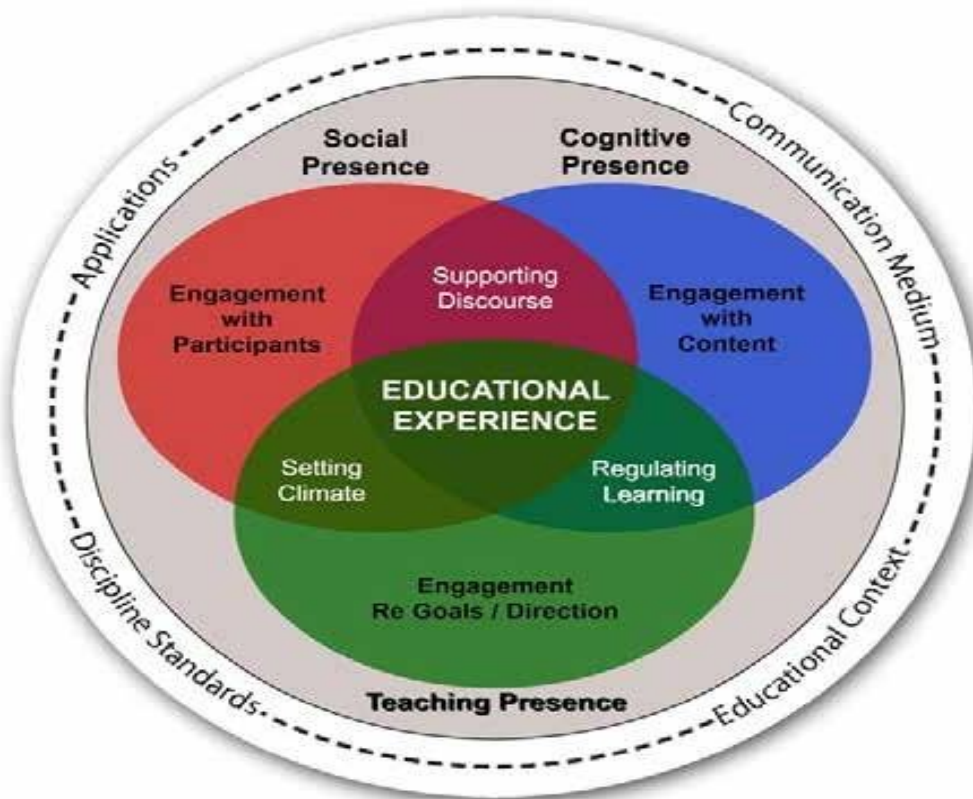 Applications
Communication Medium
Social
Presence
Cognitive
Presence
Engagement
with
Participants
Supporting
Discourse
Engagement
with
Content
EDUCATIONAL
EXPERIENCE
Setting
Climate
Regulating
Learning
Engagement
Re Goals / Direction
Teaching Presence
Discipline Standards
Educational Context